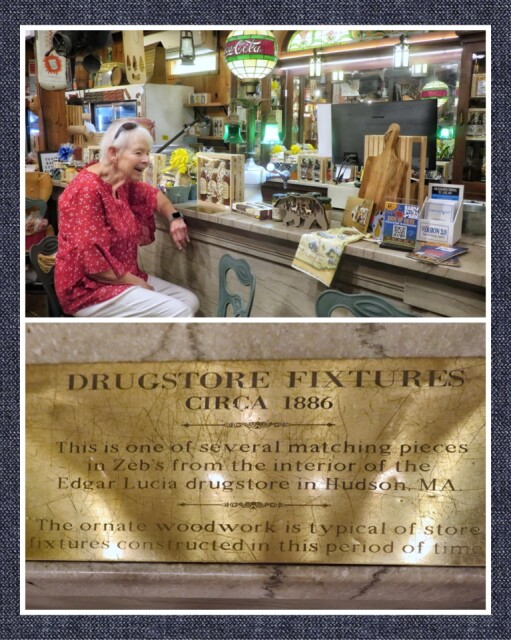 Coca-Cola
DRUGSTORE FIXTURES
CIRCA 1886
This is one of several matching pieces
in Zeb's from the interior of the
Edgar Lucia drugstore in Hudson, MA
The ornate woodwork is typical of store
fixtures constructed in this period of time